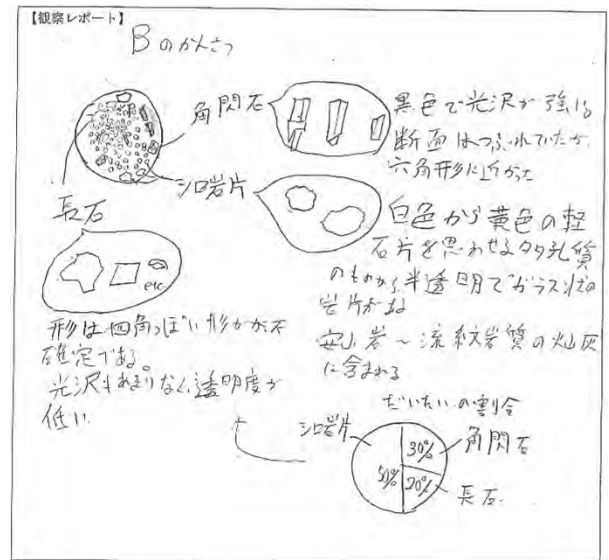 【観察レポート】
Bのかんさつ
角閃石
黒色で光沢が強い
断面はつぶれていたが、
六角形に近かった
シロ岩片
長石
白色から黄色の軽
石片を思わせる多孔質
のものから半透明でガラス状の
岩片がある
安山岩～流紋岩質の火山灰
に含まれる
etc
形は四角っぽい形だが不
確定である。
光沢もあまりなく、透明度が
低い
だいたいの割合
シロ岩片
50%
30%
角閃石
20%
長石